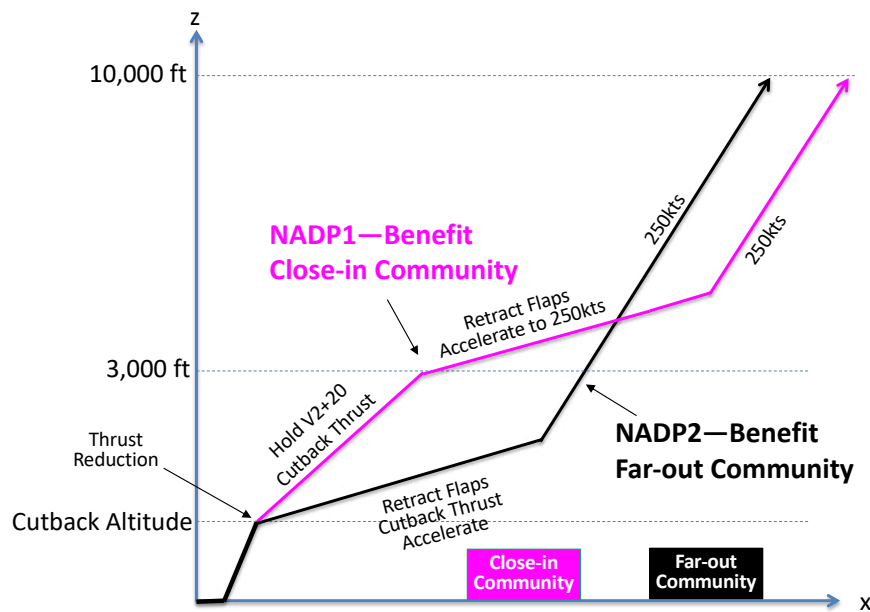 z
10,000 ft
NADP1—Benefit
Close-in Community
250kts
250kts
Retract Flaps
Accelerate to 250kts
3,000 ft
Hold V2+20
Cutback Thrust
Thrust
Reduction
NADP2—Benefit
Far-out Community
Retract Flaps
Cutback Thrust
Accelerate
Cutback Altitude
Close-in
Community
Far-out
Community
x